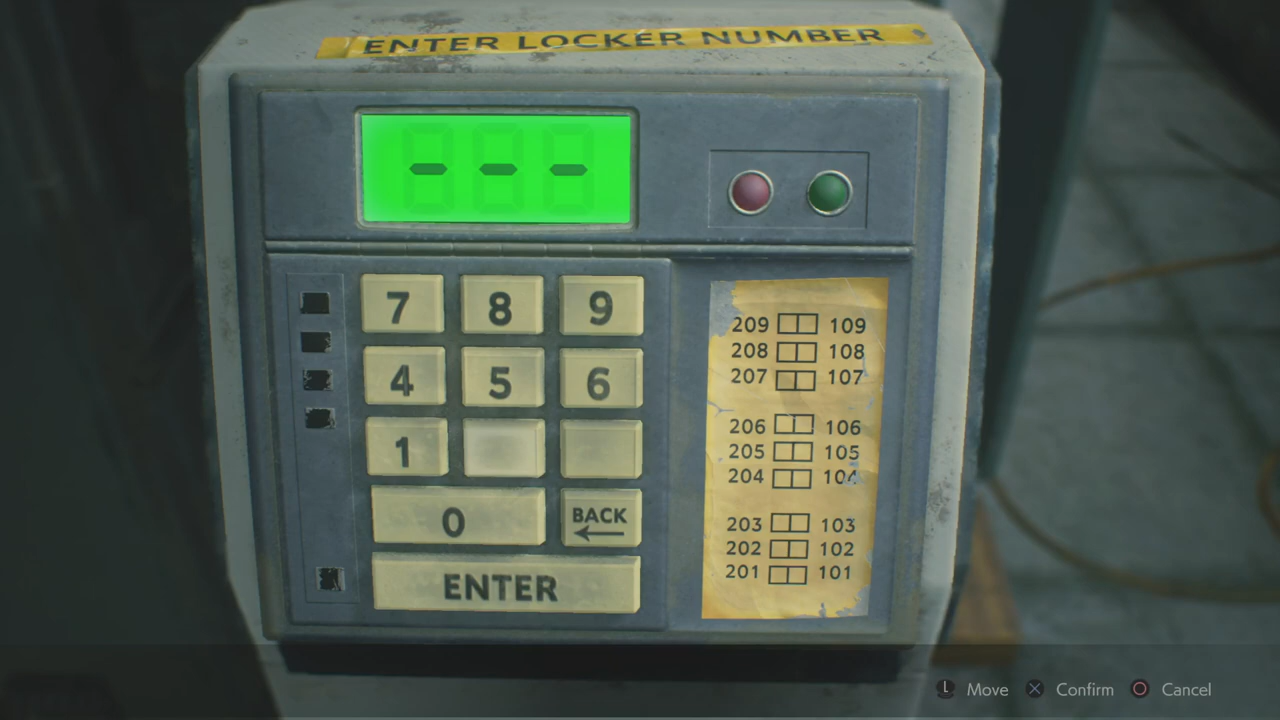 ENTER LOCKER NUMBER
- - -
7 8 9
4 5 6
1
0 BACK
ENTER
209 109
208 108
207 107
206 106
205 105
204 104
203 103
202 102
201 101
L Move Confirm Cancel